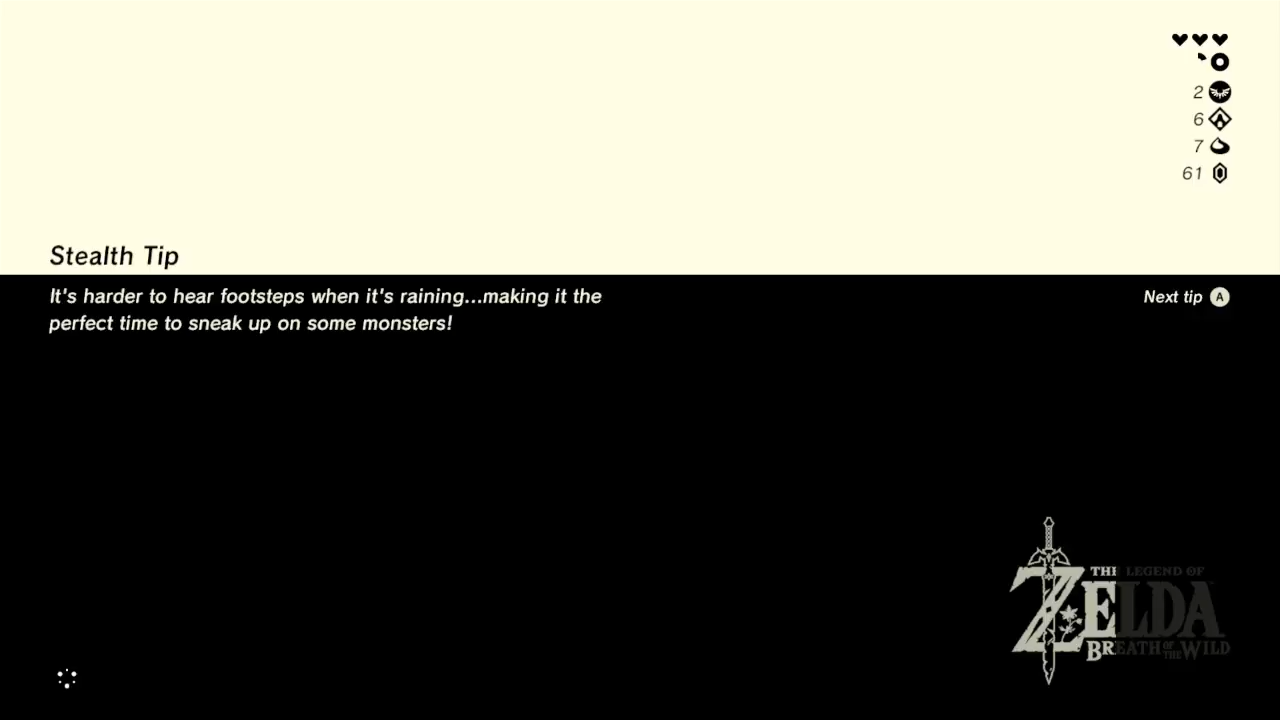 2
6
7
61
Stealth Tip
It's harder to hear footsteps when it's raining...making it the
perfect time to sneak up on some monsters!
Next tip A
THE LEGEND OF
ZELDA
BREATH OF THE WILD